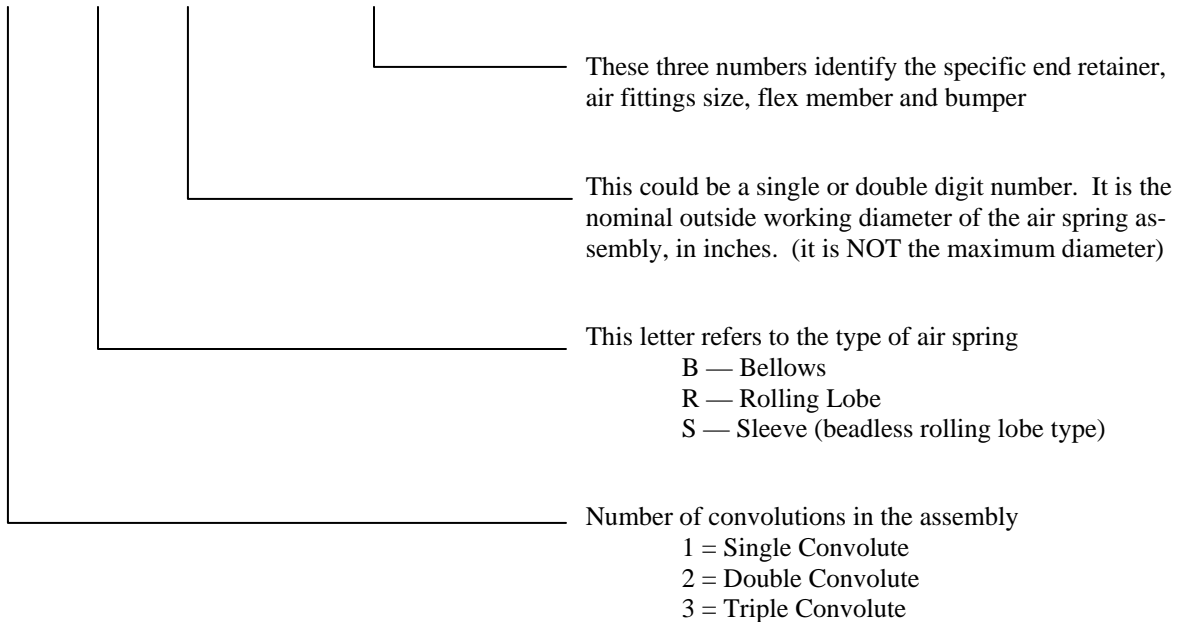 These three numbers identify the specific end retainer,
air fittings size, flex member and bumper
This could be a single or double digit number.  It is the
nominal outside working diameter of the air spring as-
sembly, in inches.  (it is NOT the maximum diameter)
This letter refers to the type of air spring
B — Bellows
R — Rolling Lobe
S — Sleeve (beadless rolling lobe type)
Number of convolutions in the assembly
1 = Single Convolute
2 = Double Convolute
3 = Triple Convolute